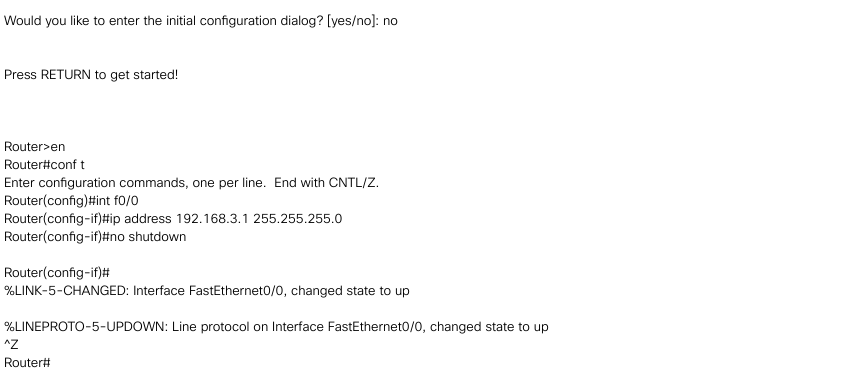 Would you like to enter the initial configuration dialog? [yes/no]: no
Press RETURN to get started!
Router>en
Router#conf t
Enter configuration commands, one per line.  End with CNTL/Z.
Router(config)#int f0/0
Router(config-if)#ip address 192.168.3.1 255.255.255.0
Router(config-if)#no shutdown
Router(config-if)#
%LINK-5-CHANGED: Interface FastEthernet0/0, changed state to up
%LINEPROTO-5-UPDOWN: Line protocol on Interface FastEthernet0/0, changed state to up
^Z
Router#